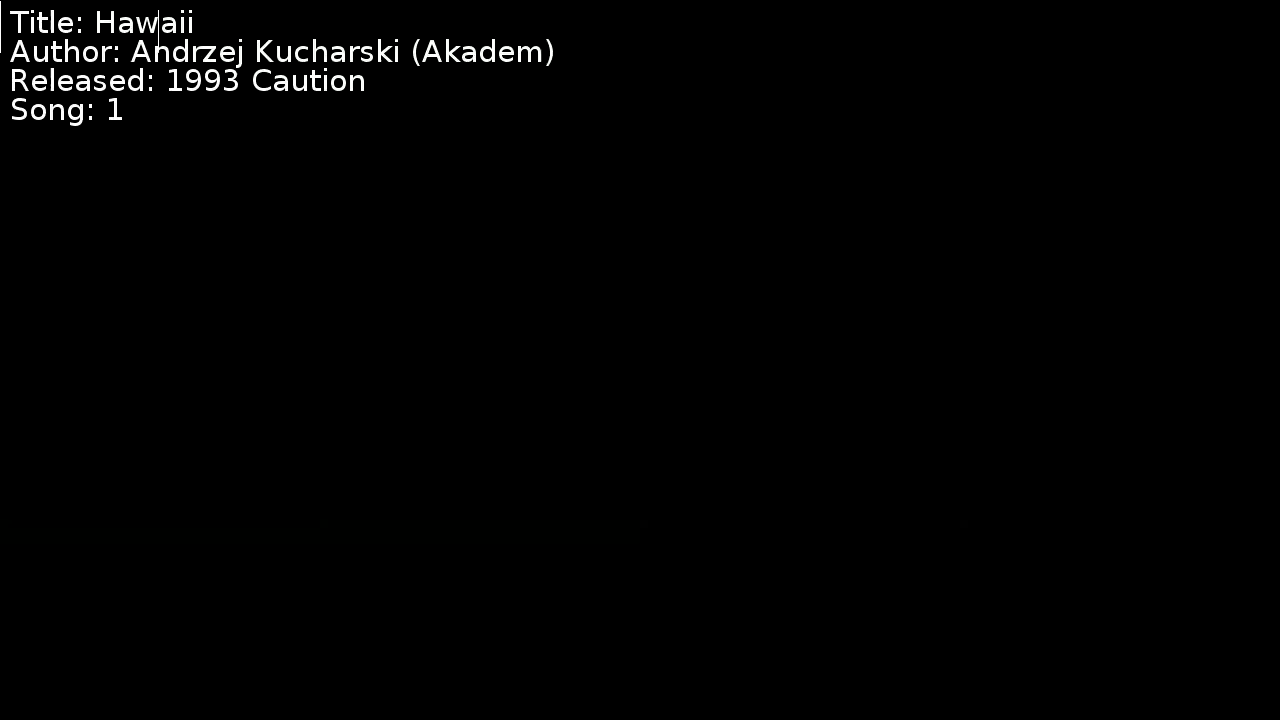 Title: Hawaii
Author: Andrzej Kucharski (Akadem)
Released: 1993 Caution
Song: 1